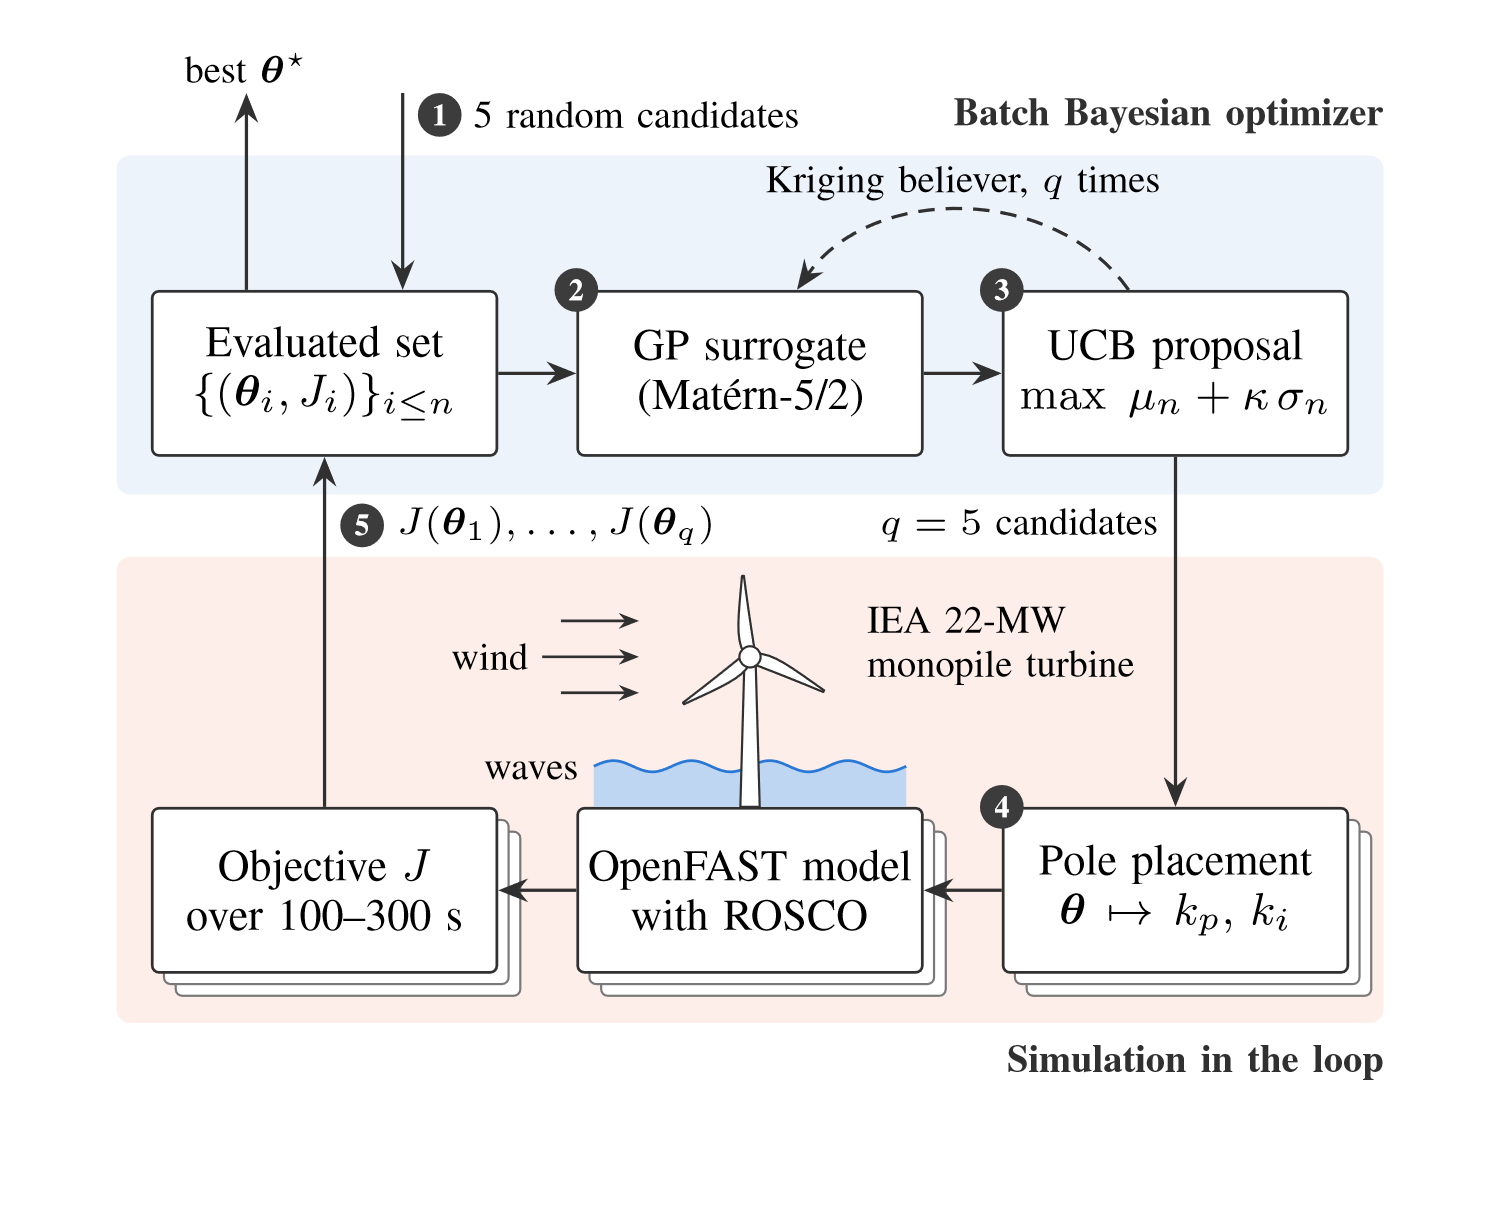 best θ⋆
1 5 random candidates
Batch Bayesian optimizer
Kriging believer, q times
2
3
Evaluated set
{(θi, Ji)}i≤n
GP surrogate
(Matérn-5/2)
UCB proposal
max μn + κ σn
5 J(θ1), . . . , J(θq)
q = 5 candidates
IEA 22-MW
monopile turbine
wind
waves
4
Objective J
over 100–300 s
OpenFAST model
with ROSCO
Pole placement
θ ↦ kp, ki
Simulation in the loop